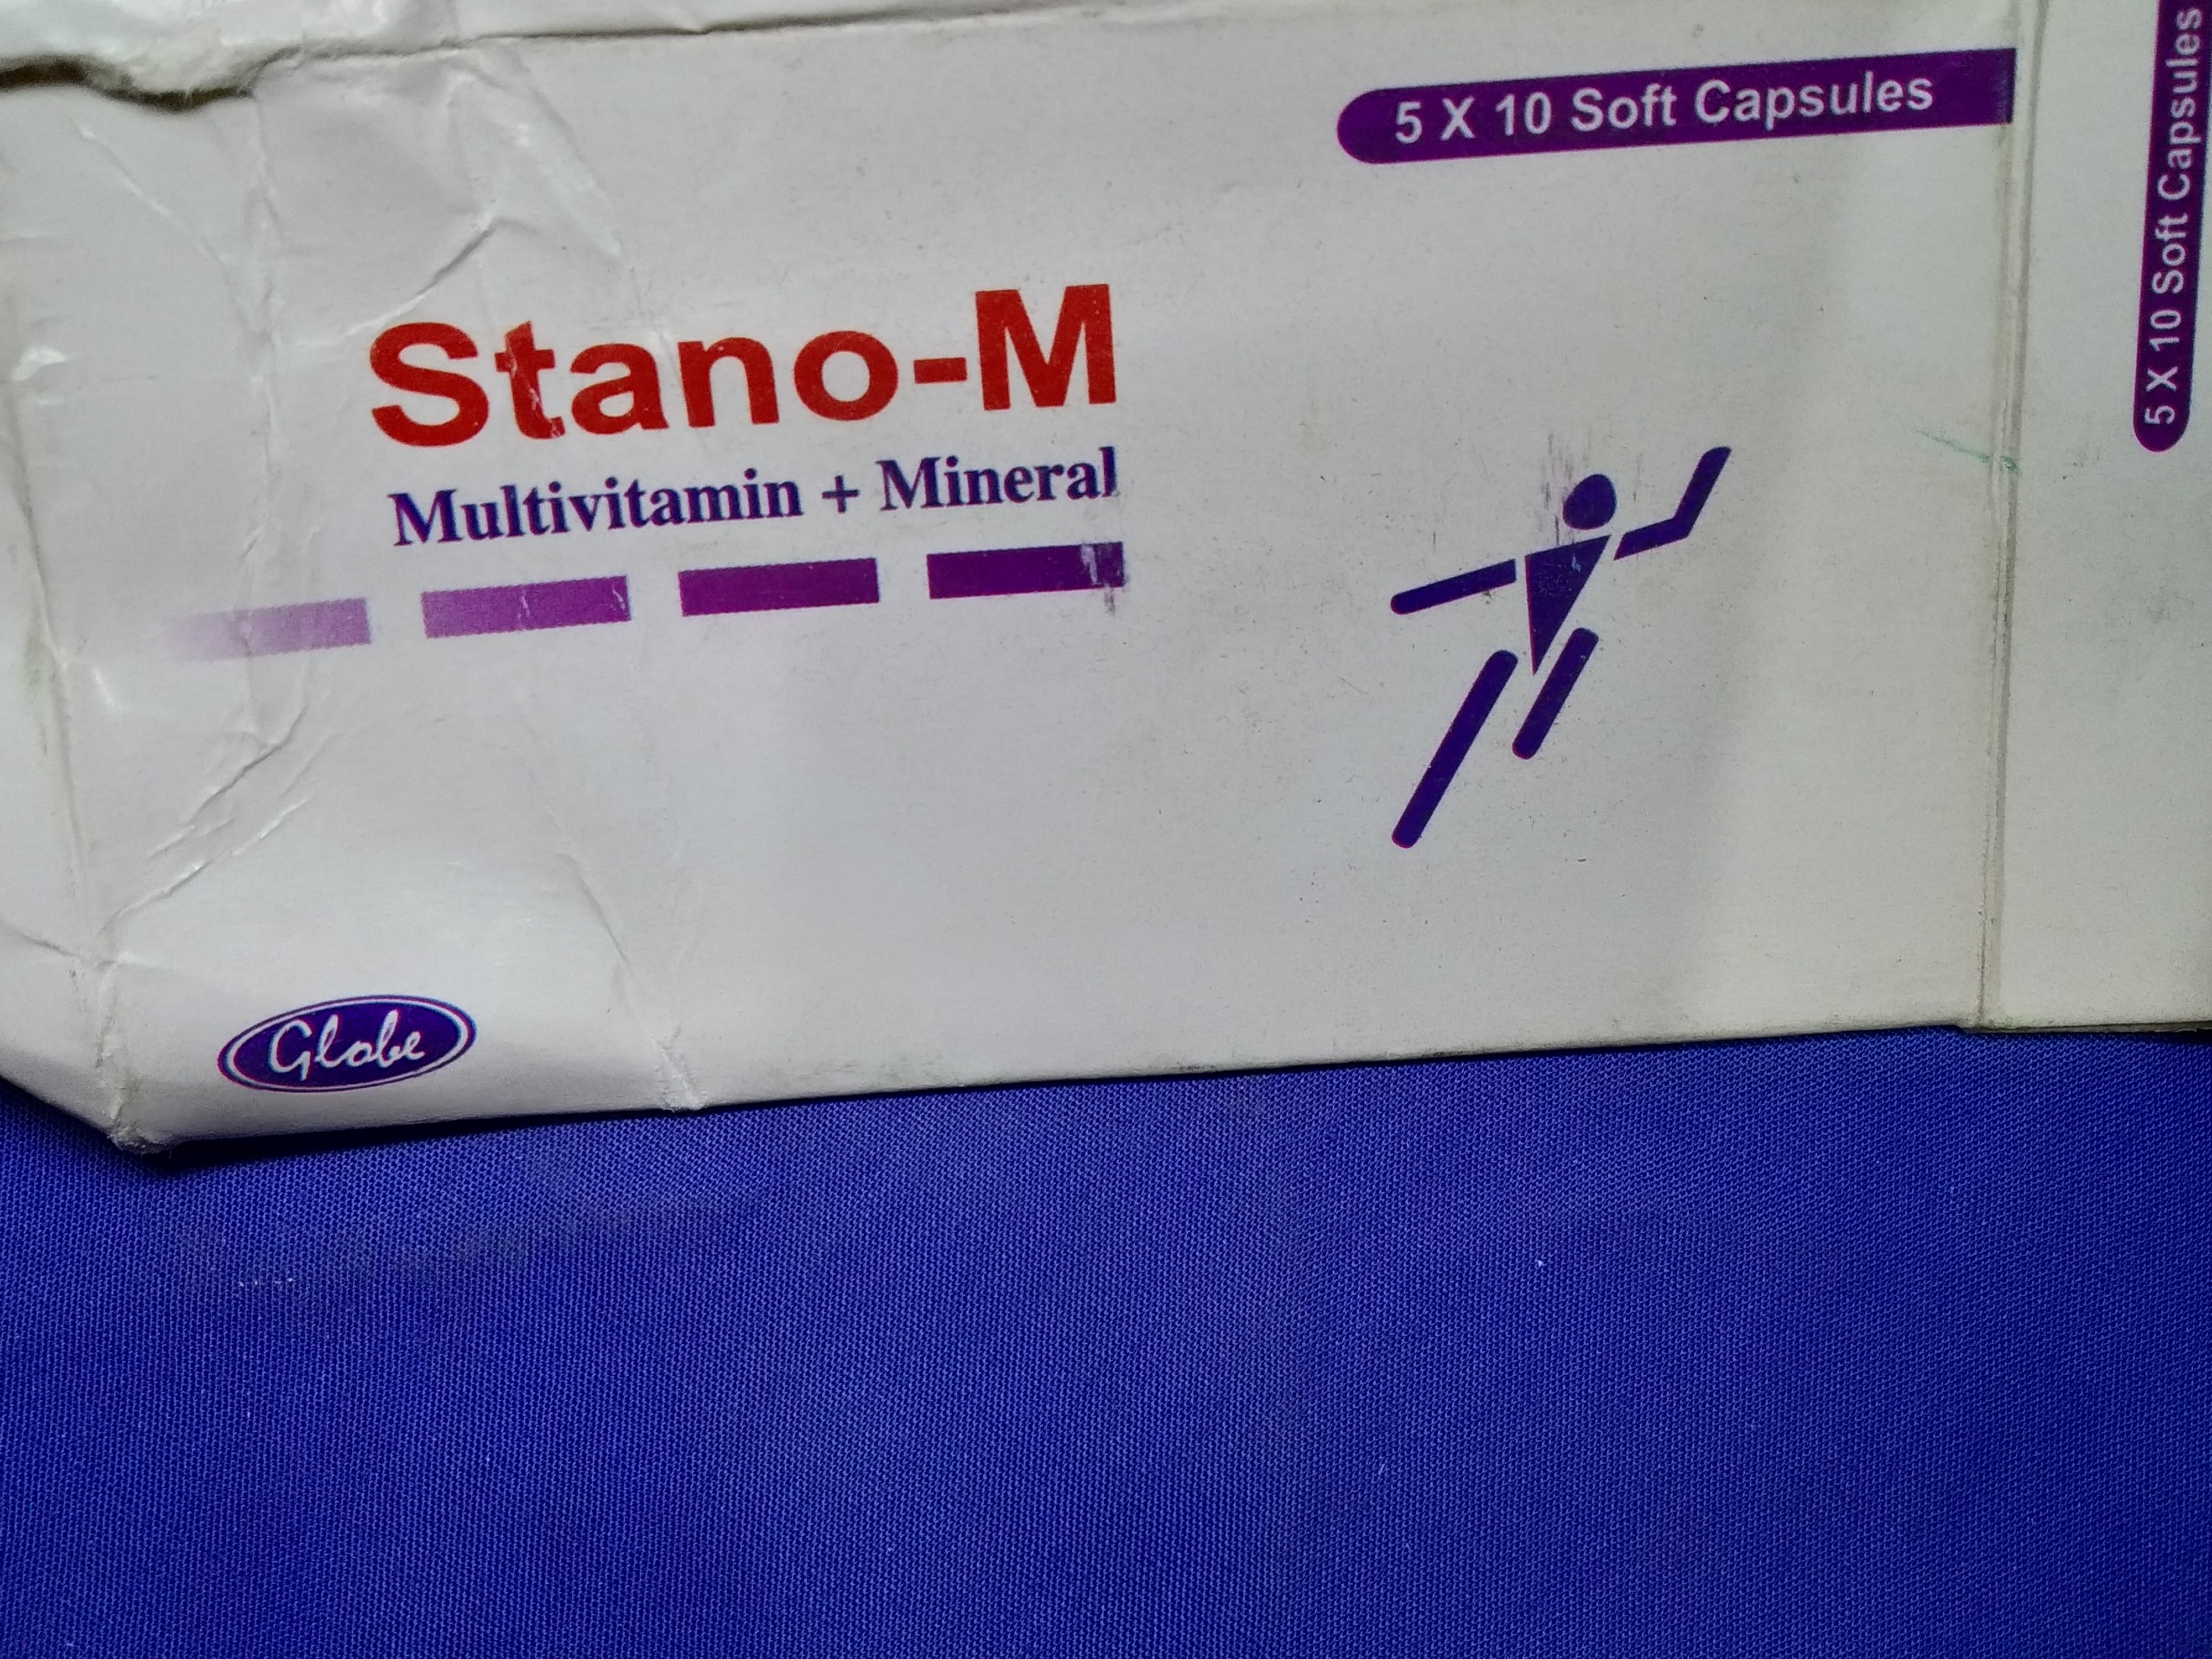 5 X 10 Soft Capsules
Stano-M
Multivitamin + Mineral
Globe
5 X 10 Soft Capsules